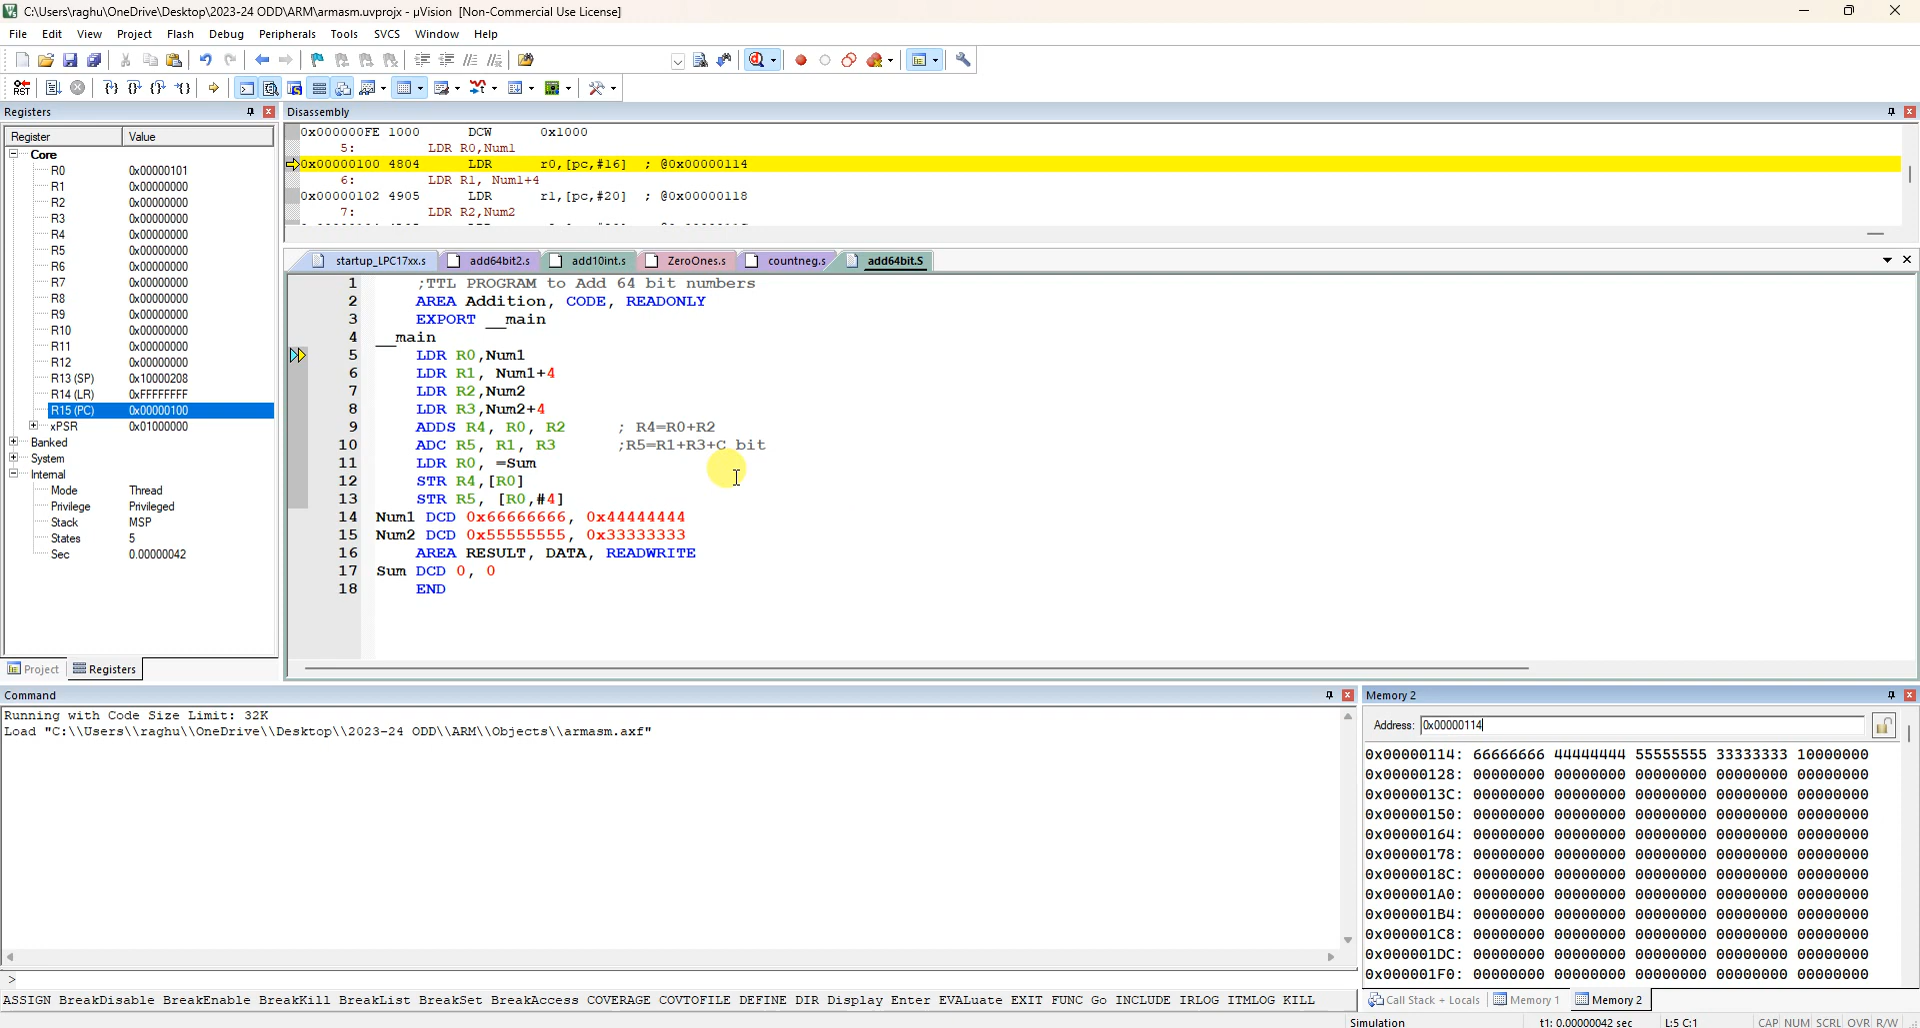 C:\Users\raghu\OneDrive\Desktop\2023-24 ODD\ARM\armasm.uvprojx - µVision [Non-Commercial Use License]
File Edit View Project Flash Debug Peripherals Tools SVCS Window Help
Registers
Register Value
Core
R0 0x00000101
R1 0x00000000
R2 0x00000000
R3 0x00000000
R4 0x00000000
R5 0x00000000
R6 0x00000000
R7 0x00000000
R8 0x00000000
R9 0x00000000
R10 0x00000000
R11 0x00000000
R12 0x00000000
R13 (SP) 0x10000208
R14 (LR) 0xFFFFFFFF
R15 (PC) 0x00000100
xPSR 0x01000000
Banked
System
Internal
Mode Thread
Privilege Privileged
Stack MSP
States 5
Sec 0.00000042
Project Registers
Disassembly
0x000000FE 1000 DCW 0x1000
5: LDR R0,Num1
0x00000100 4804 LDR r0,[pc,#16] ; @0x00000114
6: LDR R1, Num1+4
0x00000102 4905 LDR r1,[pc,#20] ; @0x00000118
7: LDR R2,Num2
startup_LPC17xx.s add64bit2.s add10int.s ZeroOnes.s countneg.s add64bit.S
1 ;TTL PROGRAM to Add 64 bit numbers
2 AREA Addition, CODE, READONLY
3 EXPORT __main
4 __main
5 LDR R0,Num1
6 LDR R1, Num1+4
7 LDR R2,Num2
8 LDR R3,Num2+4
9 ADDS R4, R0, R2 ; R4=R0+R2
10 ADC R5, R1, R3 ;R5=R1+R3+C bit
11 LDR R0, =Sum
12 STR R4,[R0]
13 STR R5, [R0,#4]
14 Num1 DCD 0x66666666, 0x44444444
15 Num2 DCD 0x55555555, 0x33333333
16 AREA RESULT, DATA, READWRITE
17 Sum DCD 0, 0
18 END
Command
Running with Code Size Limit: 32K
Load "C:\\Users\\raghu\\OneDrive\\Desktop\\2023-24 ODD\\ARM\\Objects\\armasm.axf"
>
ASSIGN BreakDisable BreakEnable BreakKill BreakList BreakSet BreakAccess COVERAGE COVTOFILE DEFINE DIR Display Enter EVALuate EXIT FUNC Go INCLUDE IRLOG ITMLOG KILL
Memory 2
Address: 0x00000114
0x00000114: 66666666 44444444 55555555 33333333 10000000
0x00000128: 00000000 00000000 00000000 00000000 00000000
0x0000013C: 00000000 00000000 00000000 00000000 00000000
0x00000150: 00000000 00000000 00000000 00000000 00000000
0x00000164: 00000000 00000000 00000000 00000000 00000000
0x00000178: 00000000 00000000 00000000 00000000 00000000
0x0000018C: 00000000 00000000 00000000 00000000 00000000
0x000001A0: 00000000 00000000 00000000 00000000 00000000
0x000001B4: 00000000 00000000 00000000 00000000 00000000
0x000001C8: 00000000 00000000 00000000 00000000 00000000
0x000001DC: 00000000 00000000 00000000 00000000 00000000
0x000001F0: 00000000 00000000 00000000 00000000 00000000
Call Stack + Locals Memory 1 Memory 2
Simulation t1: 0.00000042 sec L:5 C:1 CAP NUM SCRL OVR R/W